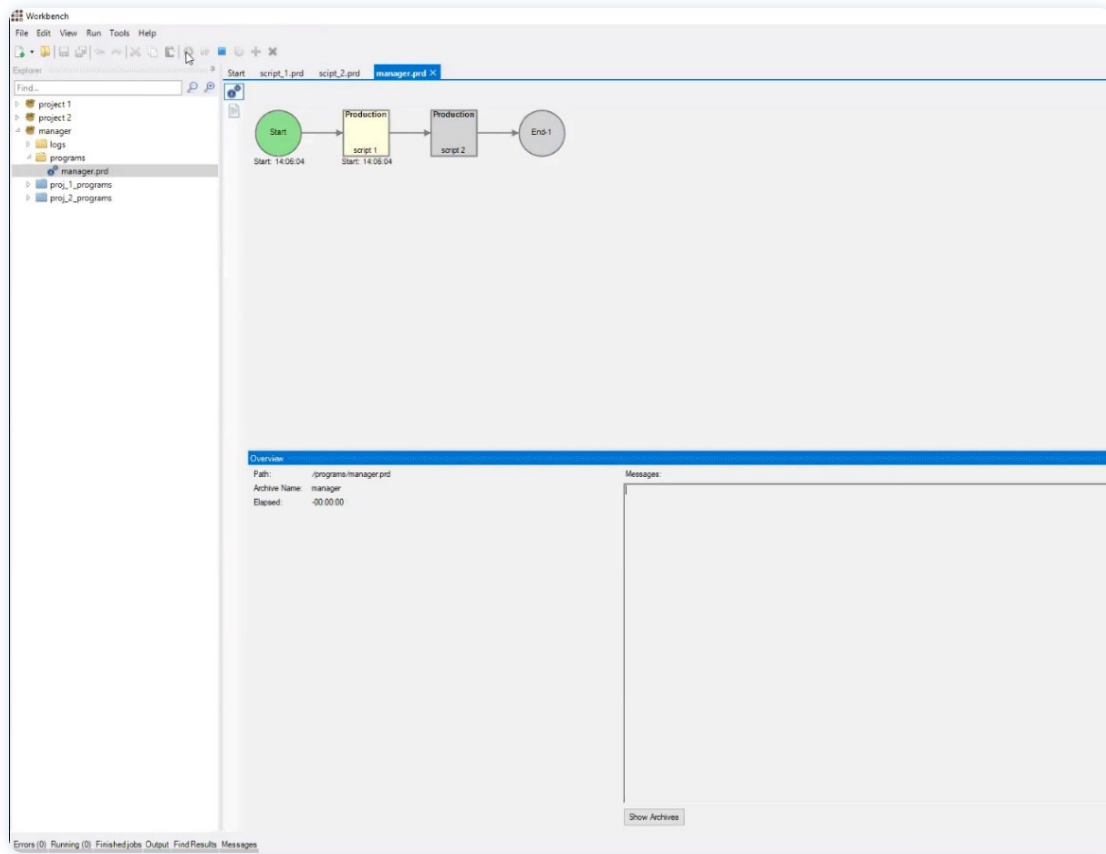 Workbench
File Edit View Run Tools Help
Explorer
Find...
project 1
project 2
manager
logs
programs
manager.prd
proj_1_programs
proj_2_programs
Start script_1.prd scipt_2.prd manager.prd
Start
Start: 14:06:04
Production
script 1
Start: 14:06:04
Production
script 2
End-1
Overview
Path: /programs/manager.prd
Archive Name: manager
Elapsed: -00:00:00
Messages:
Show Archives
Errors (0) Running (0) Finished jobs Output Find Results Messages